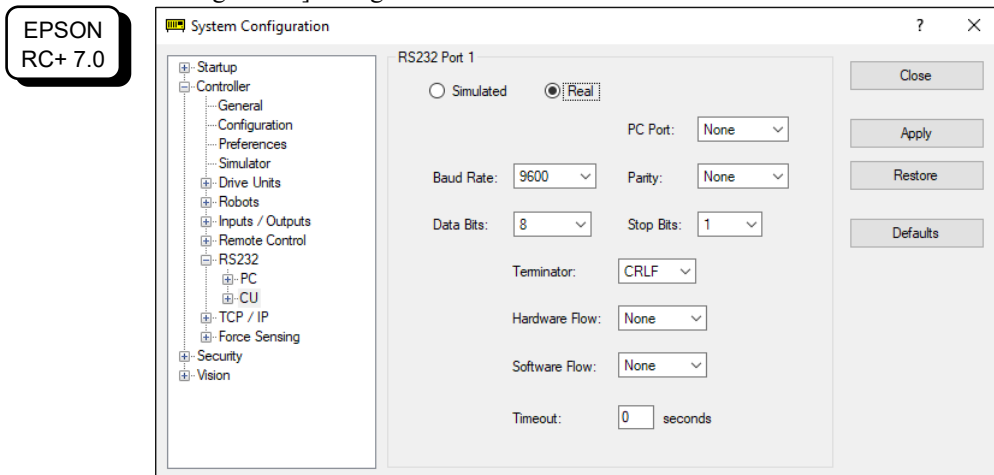 EPSON
RC+ 7.0
System Configuration
?
Startup
Controller
General
Configuration
Preferences
Simulator
Drive Units
Robots
Inputs / Outputs
Remote Control
RS232
PC
CU
TCP / IP
Force Sensing
Security
Vision
RS232 Port 1
Simulated Real
PC Port: None
Baud Rate: 9600 Parity: None
Data Bits: 8 Stop Bits: 1
Terminator: CRLF
Hardware Flow: None
Software Flow: None
Timeout: 0 seconds
Close
Apply
Restore
Defaults